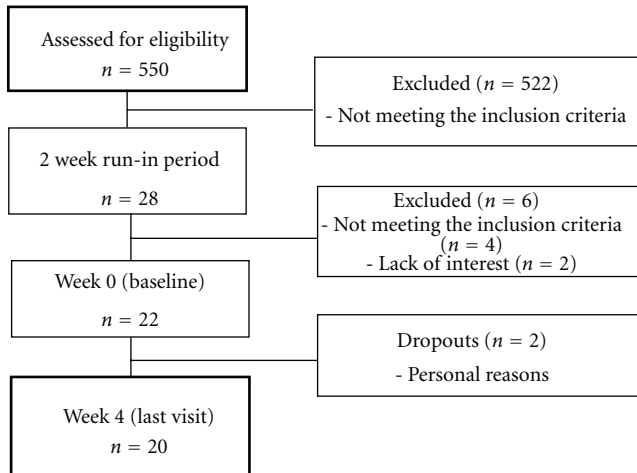 Assessed for eligibility
n = 550
Excluded (n = 522)
- Not meeting the inclusion criteria
2 week run-in period
n = 28
Excluded (n = 6)
- Not meeting the inclusion criteria
(n = 4)
- Lack of interest (n = 2)
Week 0 (baseline)
n = 22
Dropouts (n = 2)
- Personal reasons
Week 4 (last visit)
n = 20